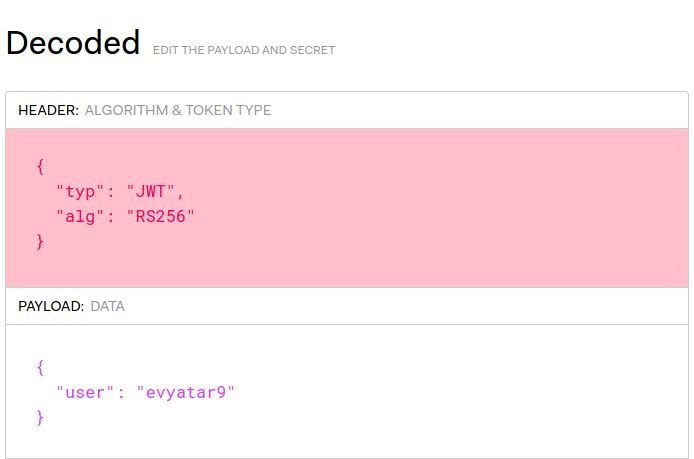 Decoded EDIT THE PAYLOAD AND SECRET
HEADER: ALGORITHM & TOKEN TYPE
{
"typ": "JWT",
"alg": "RS256"
}
PAYLOAD: DATA
{
"user": "evyatar9"
}